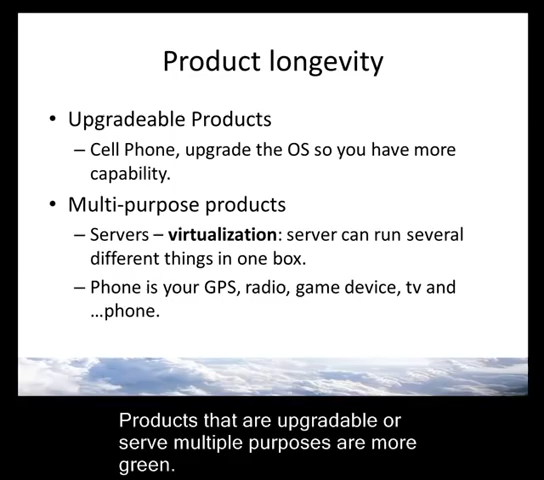 Product longevity
• Upgradeable Products
– Cell Phone, upgrade the OS so you have more
capability.
• Multi-purpose products
– Servers – virtualization: server can run several
different things in one box.
– Phone is your GPS, radio, game device, tv and
...phone.
Products that are upgradable or
serve multiple purposes are more
green.